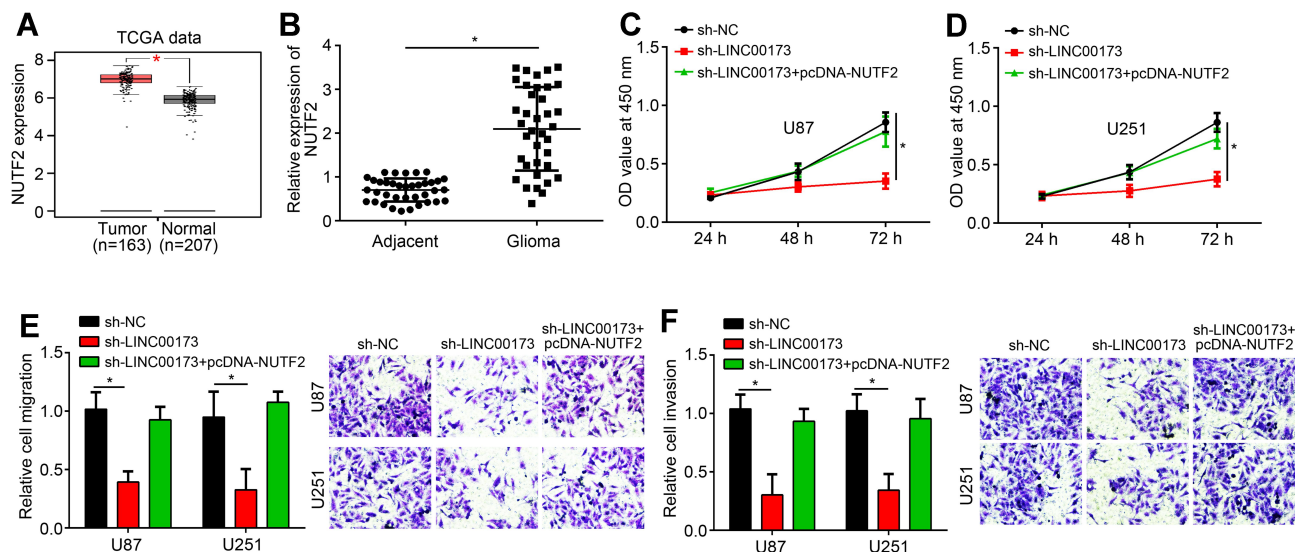 A
TCGA data
*
NUTF2 expression
8
6
4
2
0
Tumor
(n=163)
Normal
(n=207)
B
Relative expression of
NUTF2
4
3
2
1
0
*
Adjacent
Glioma
C
sh-NC
sh-LINC00173
sh-LINC00173+pcDNA-NUTF2
OD value at 450 nm
1.5
1.0
0.5
0.0
U87
*
24 h
48 h
72 h
D
sh-NC
sh-LINC00173
sh-LINC00173+pcDNA-NUTF2
OD value at 450 nm
1.5
1.0
0.5
0.0
U251
*
24 h
48 h
72 h
E
sh-NC
sh-LINC00173
sh-LINC00173+pcDNA-NUTF2
Relative cell migration
1.5
1.0
0.5
0.0
*
*
U87
U251
sh-NC
sh-LINC00173
sh-LINC00173+
pcDNA-NUTF2
U87
U251
F
sh-NC
sh-LINC00173
sh-LINC00173+pcDNA-NUTF2
Relative cell invasion
1.5
1.0
0.5
0.0
*
*
U87
U251
sh-NC
sh-LINC00173
sh-LINC00173+
pcDNA-NUTF2
U87
U251